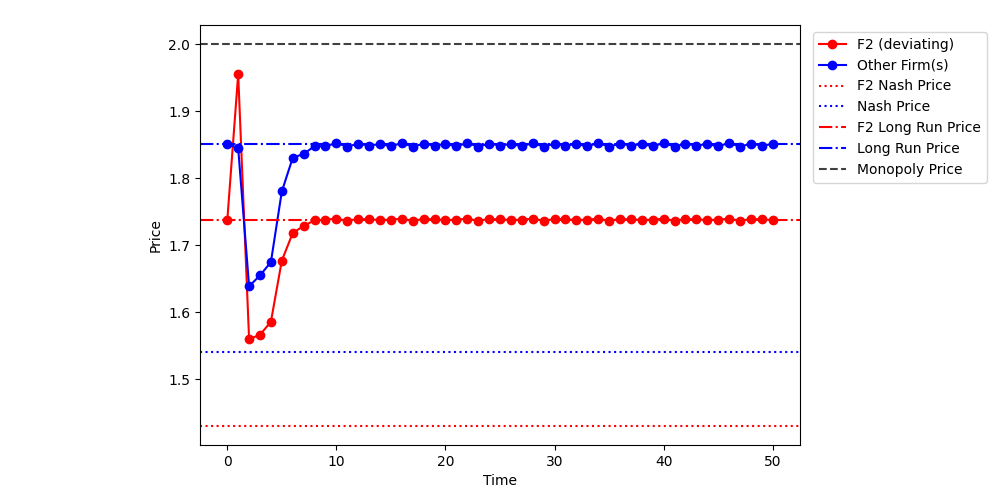 2.0
1.9
1.8
1.7
1.6
1.5
Price
0 10 20 30 40 50
Time
F2 (deviating)
Other Firm(s)
F2 Nash Price
Nash Price
F2 Long Run Price
Long Run Price
Monopoly Price